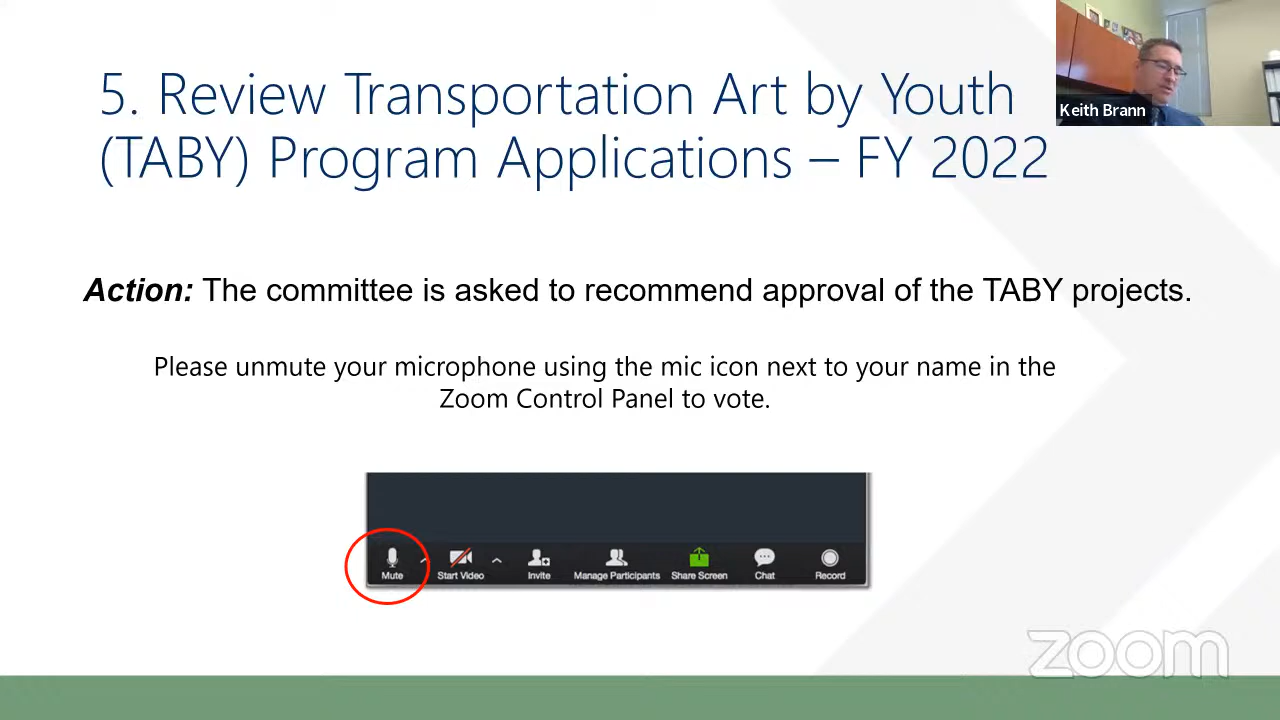 5. Review Transportation Art by Youth
(TABY) Program Applications – FY 2022
Keith Brann
Action: The committee is asked to recommend approval of the TABY projects.
Please unmute your microphone using the mic icon next to your name in the
Zoom Control Panel to vote.
Mute Start Video Invite Manage Participants Share Screen Chat Record
zoom